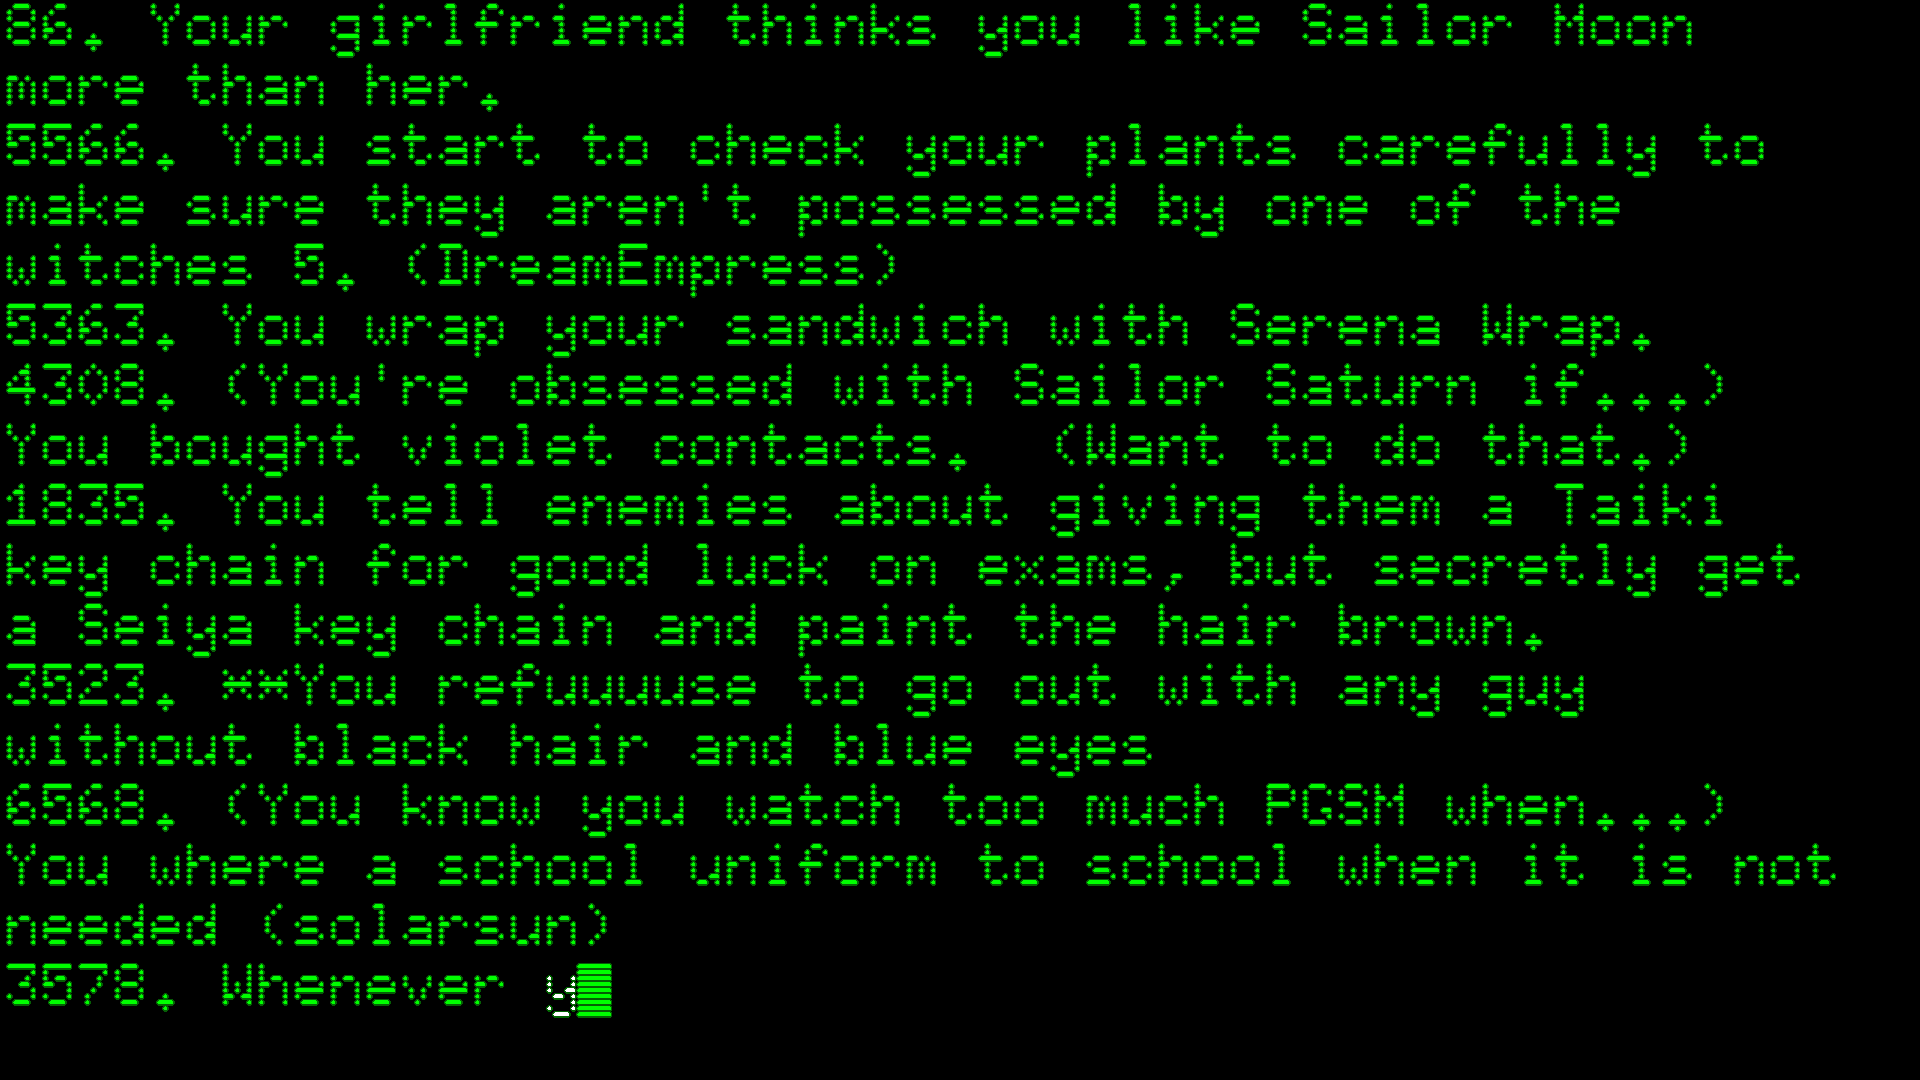 86. Your girlfriend thinks you like Sailor Moon
more than her.
5566. You start to check your plants carefully to
make sure they aren't possessed by one of the
witches 5. (DreamEmpress)
5363. You wrap your sandwich with Serena Wrap.
4308. (You're obsessed with Sailor Saturn if...)
You bought violet contacts.  (Want to do that.)
1835. You tell enemies about giving them a Taiki
key chain for good luck on exams, but secretly get
a Seiya key chain and paint the hair brown.
3523. **You refuuuuse to go out with any guy
without black hair and blue eyes
6568. (You know you watch too much PGSM when...)
You where a school uniform to school when it is not
needed (solarsun)
3578. Whenever y